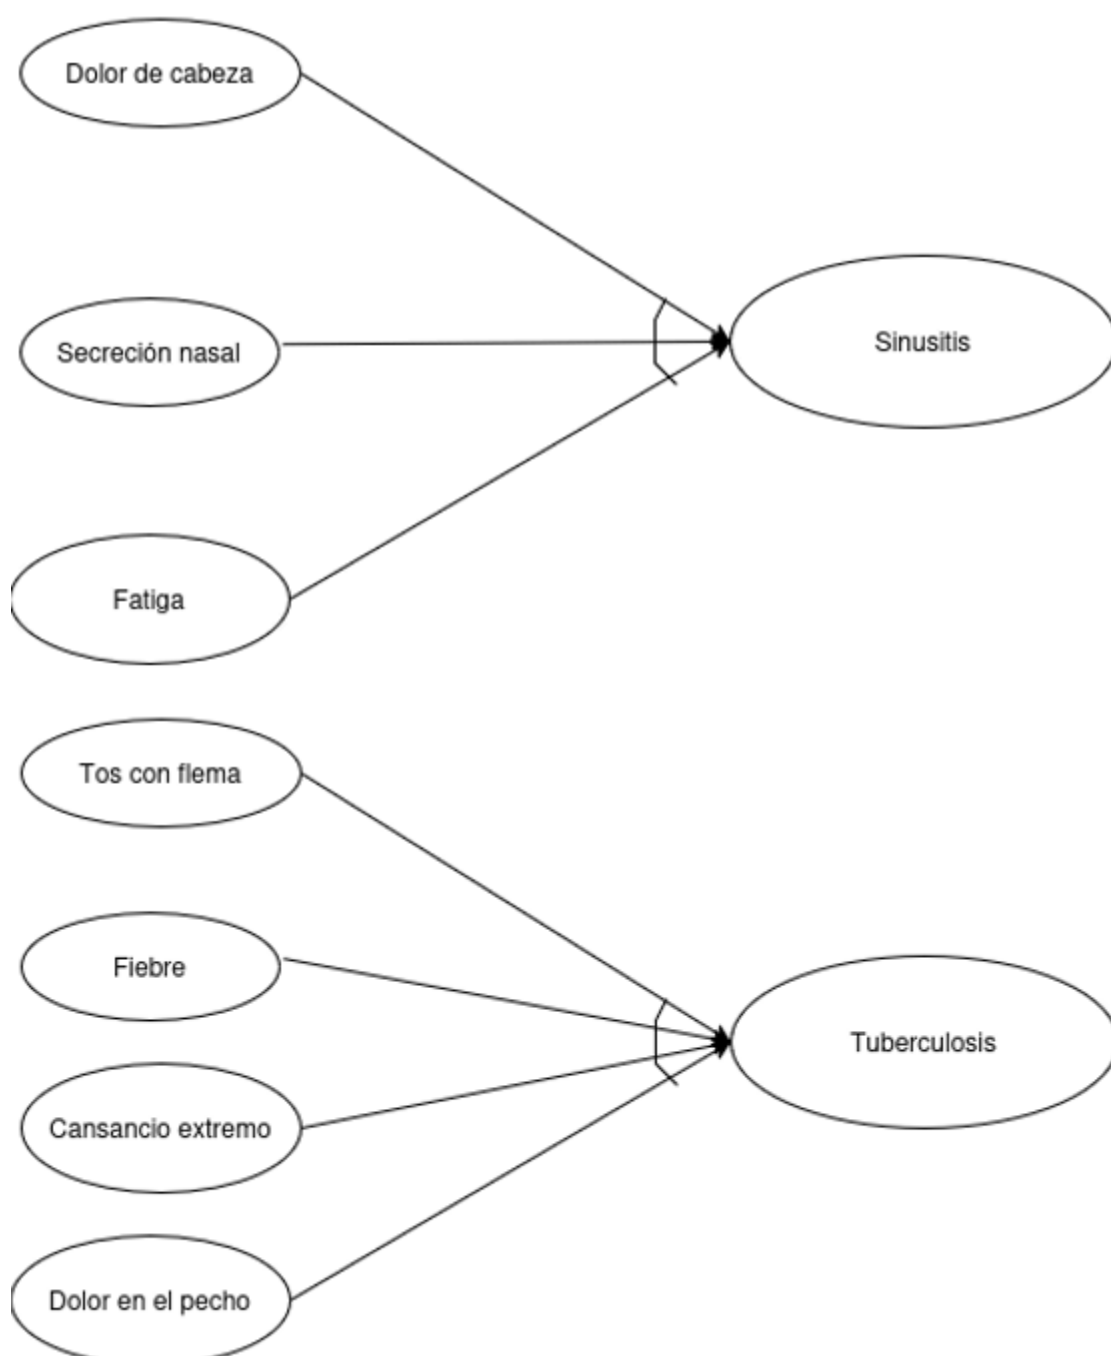 Dolor de cabeza
Secreción nasal
Sinusitis
Fatiga
Tos con flema
Fiebre
Tuberculosis
Cansancio extremo
Dolor en el pecho